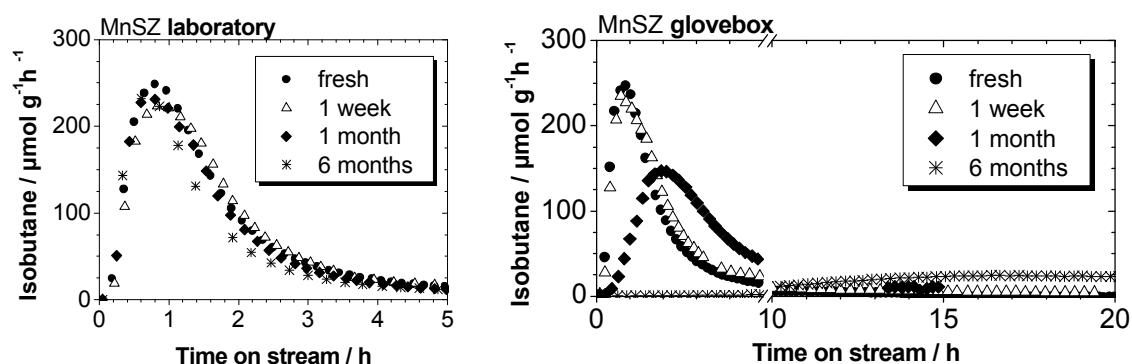 MnSZ laboratory
300
200
100
0
Isobutane / µmol g⁻¹h⁻¹
fresh
1 week
1 month
6 months
0 1 2 3 4 5
Time on stream / h
MnSZ glovebox
300
200
100
0
Isobutane / µmol g⁻¹h⁻¹
fresh
1 week
1 month
6 months
0 10 15 20
Time on stream / h